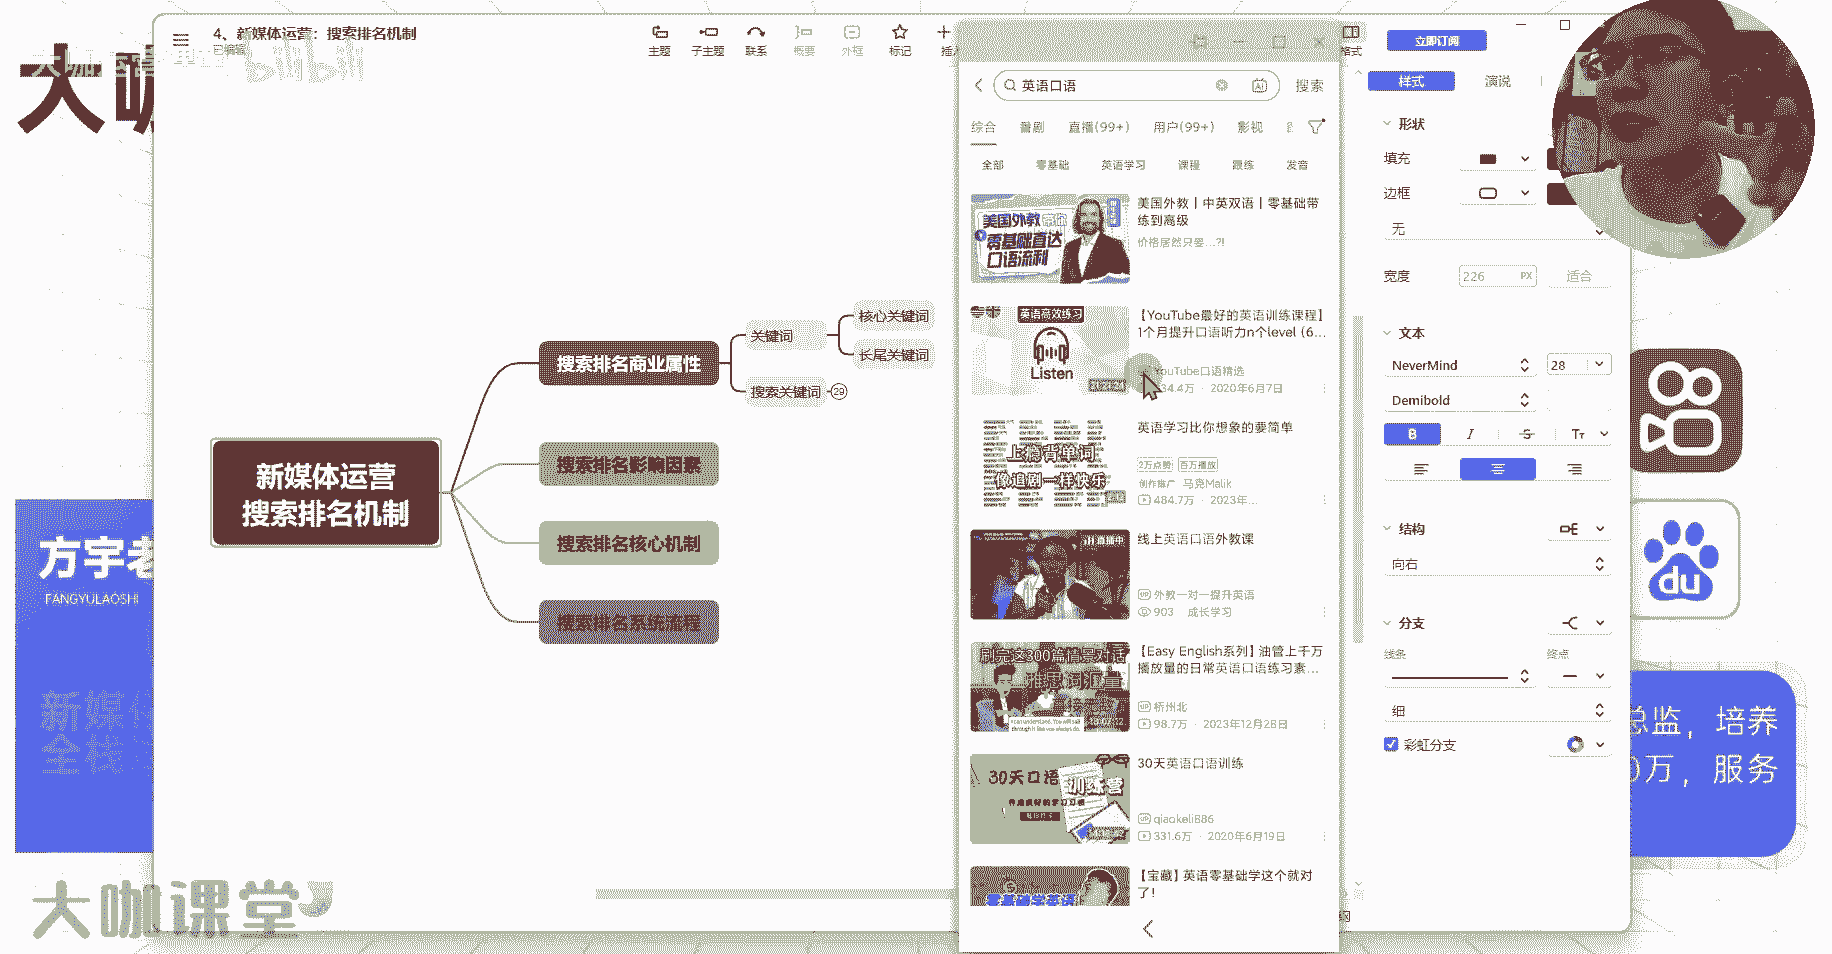 4、新媒体运营：搜索排名机制
已编辑
主题
子主题
联系
概要
外框
标记
格式
立即订阅
bilibili
方宇老
FANGYULAOSHI
大咖课堂
新媒体运营
搜索排名机制
搜索排名商业属性
关键词
核心关键词
长尾关键词
搜索关键词
29
搜索排名影响因素
搜索排名核心机制
搜索排名系统流程
英语口语
搜索
综合
番剧
直播(99+)
用户(99+)
影视
全部
零基础
英语学习
课程
跟练
发音
美国外教
零基础直达
口语流利
美国外教丨中英双语丨零基础带
练到高级
价格居然只要...?!
英语高效练习
Listen
【YouTube最好的英语训练课程】
1个月提升口语听力n个level (6...
YouTube口语精选
34.4万 · 2020年6月7日
上瘾背单词
像追剧一样快乐
英语学习比你想象的要简单
2万点赞 百万播放
创作推广 马克Malik
484.7万 · 2023年...
直播中
线上英语口语外教课
外教一对一提升英语
903 成长学习
刷完这300篇情景对话
雅思词汇量
【Easy English系列】油管上千万
播放量的日常英语口语练习素...
桥州北
98.7万 · 2023年12月28日
30天口语
训练营
30天英语口语训练
qiaokeli886
331.6万 · 2020年6月19日
零基础学英语
【宝藏】英语零基础学这个就对
了!
样式
演说
形状
填充
边框
无
宽度
226
PX
适合
文本
NeverMind
28
Demibold
B
I
S
Tт
结构
向右
分支
线条
终点
细
彩虹分支
du
总监，培养
0万，服务